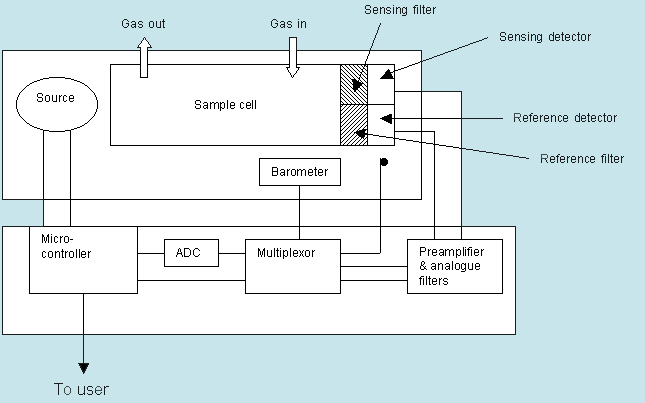 Sensing filter
Gas out
Gas in
Sensing detector
Source
Sample cell
Reference detector
Reference filter
Barometer
Micro-
controller
ADC
Multiplexor
Preamplifier
& analogue
filters
To user